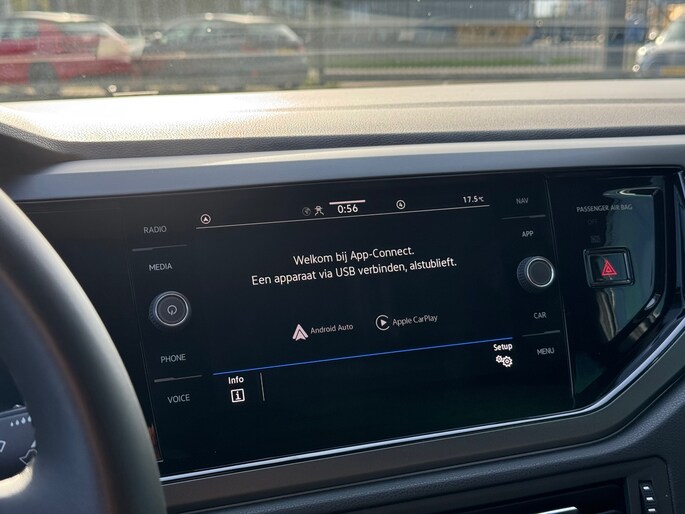 0:56
17.5°C
NAV
RADIO
MEDIA
PHONE
VOICE
Welkom bij App-Connect.
Een apparaat via USB verbinden, alstublieft.
Android Auto
Apple CarPlay
Info
Setup
APP
CAR
MENU
PASSENGER AIR BAG